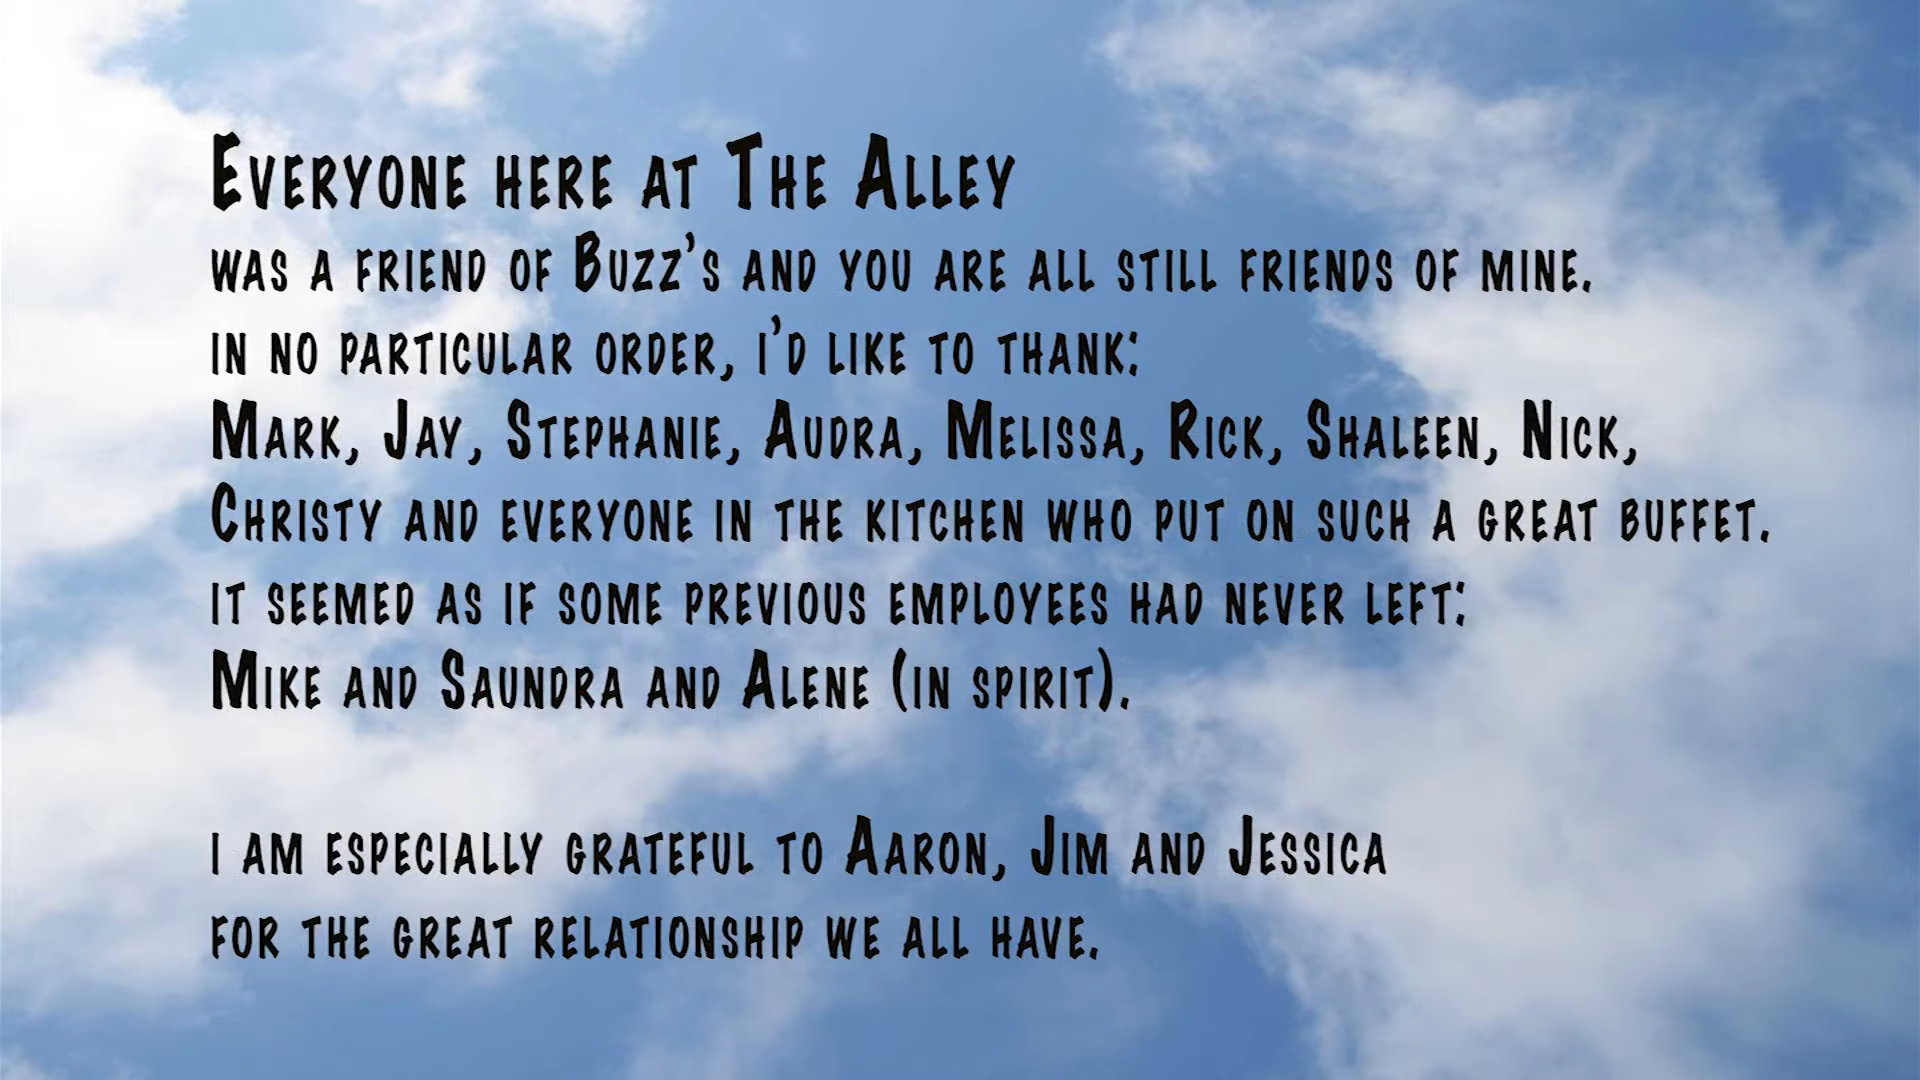 Everyone here at The Alley
was a friend of Buzz's and you are all still friends of mine.
in no particular order, i'd like to thank:
Mark, Jay, Stephanie, Audra, Melissa, Rick, Shaleen, Nick,
Christy and everyone in the kitchen who put on such a great buffet.
it seemed as if some previous employees had never left:
Mike and Saundra and Alene (in spirit).
i am especially grateful to Aaron, Jim and Jessica
for the great relationship we all have.